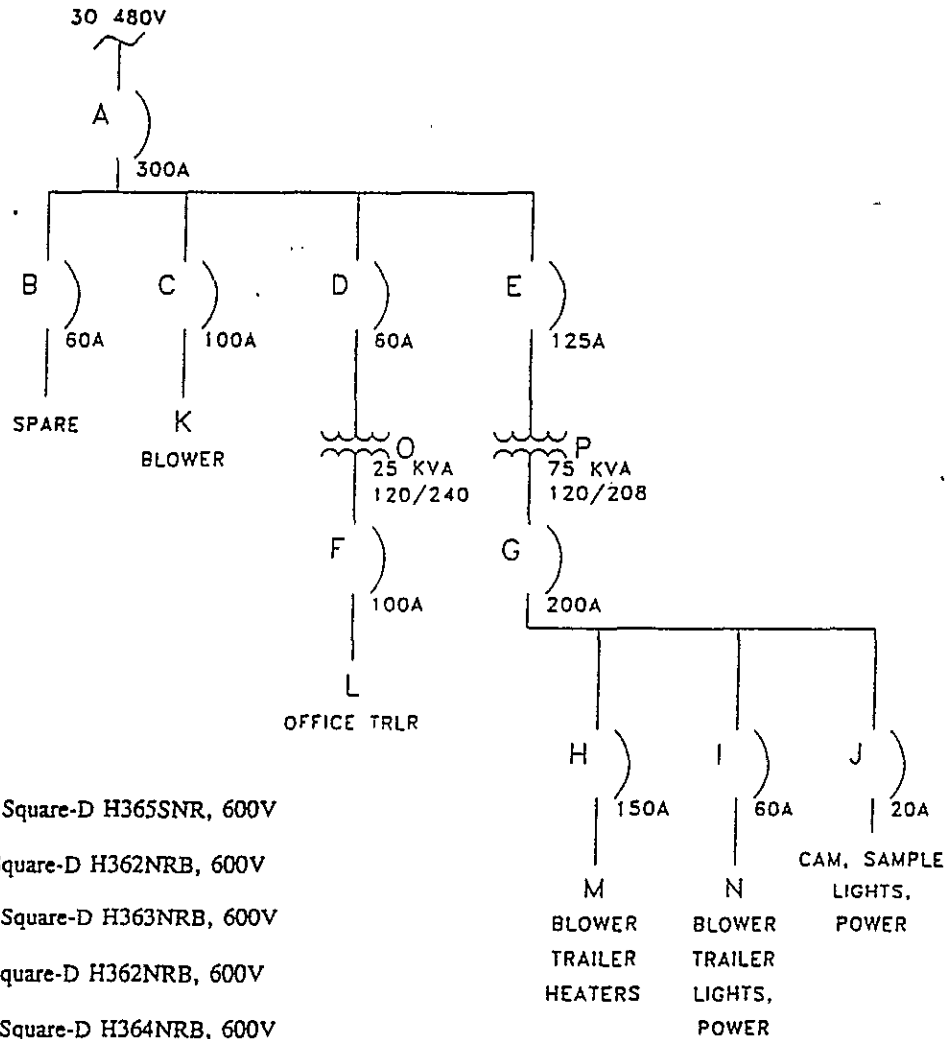 30 480V
A
300A
B
60A
C
100A
D
60A
E
125A
SPARE
K
BLOWER
O
25 KVA
120/240
P
75 KVA
120/208
F
100A
G
200A
L
OFFICE TRLR
H
150A
I
60A
J
20A
M
BLOWER
TRAILER
HEATERS
N
BLOWER
TRAILER
LIGHTS,
POWER
CAM, SAMPLE
LIGHTS,
POWER
Square-D H365SNR, 600V
quare-D H362NRB, 600V
Square-D H363NRB, 600V
quare-D H362NRB, 600V
Square-D H364NRB, 600V